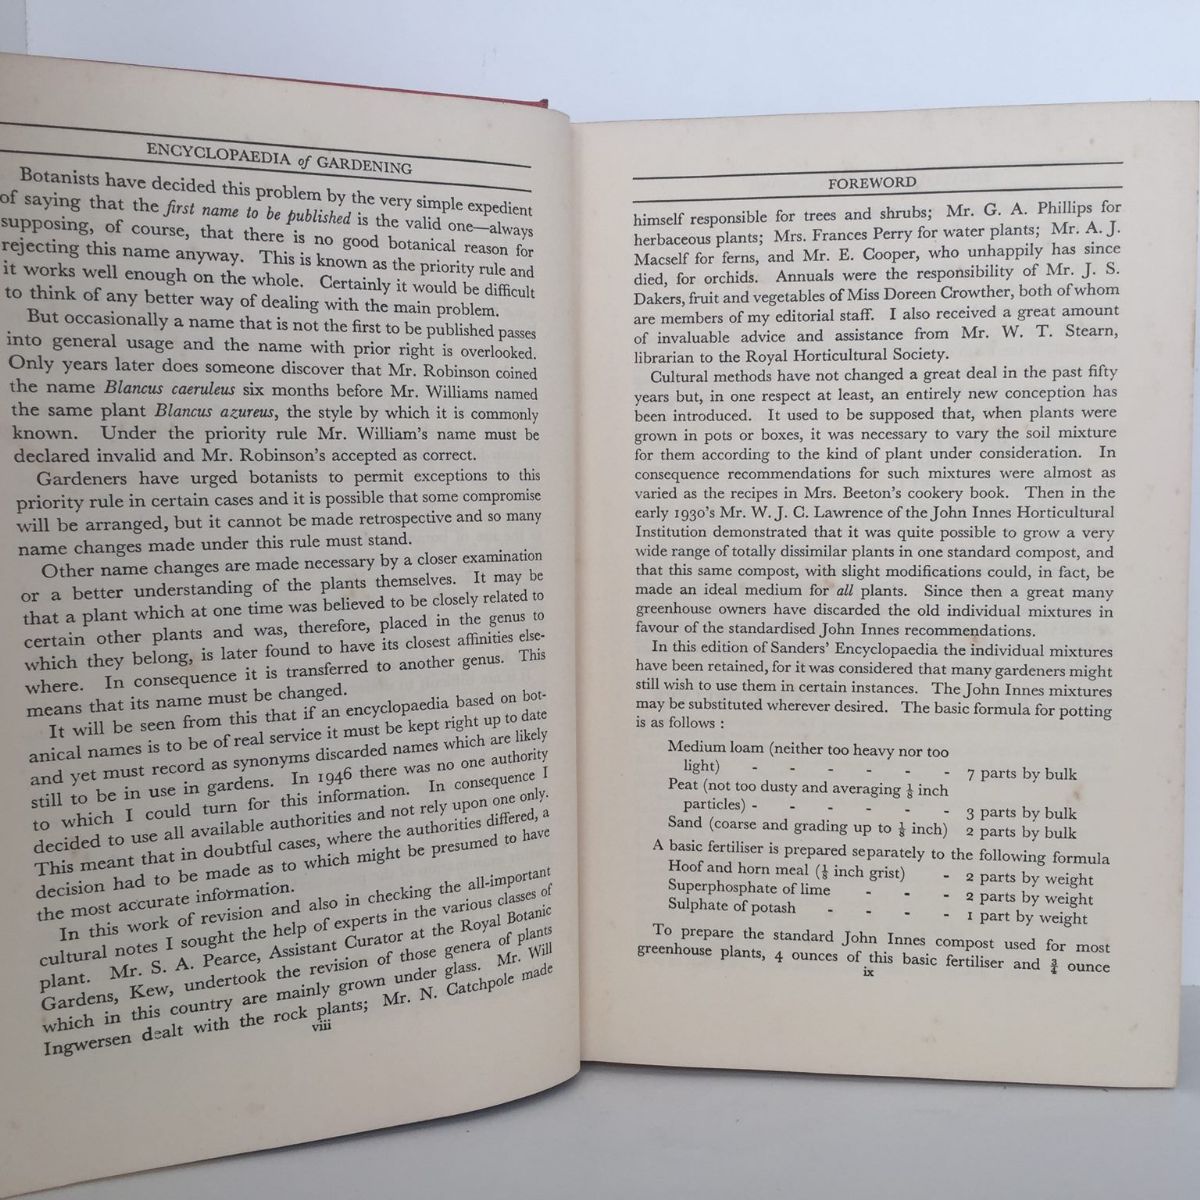 ENCYCLOPAEDIA of GARDENING
Botanists have decided this problem by the very simple expedient
of saying that the first name to be published is the valid one—always
supposing, of course, that there is no good botanical reason for
rejecting this name anyway. This is known as the priority rule and
it works well enough on the whole. Certainly it would be difficult
to think of any better way of dealing with the main problem.
But occasionally a name that is not the first to be published passes
into general usage and the name with prior right is overlooked.
Only years later does someone discover that Mr. Robinson coined
the name Blancus caeruleus six months before Mr. Williams named
the same plant Blancus azureus, the style by which it is commonly
known. Under the priority rule Mr. William's name must be
declared invalid and Mr. Robinson's accepted as correct.
Gardeners have urged botanists to permit exceptions to this
priority rule in certain cases and it is possible that some compromise
will be arranged, but it cannot be made retrospective and so many
name changes made under this rule must stand.
Other name changes are made necessary by a closer examination
or a better understanding of the plants themselves. It may be
that a plant which at one time was believed to be closely related to
certain other plants and was, therefore, placed in the genus to
which they belong, is later found to have its closest affinities else-
where. In consequence it is transferred to another genus. This
means that its name must be changed.
It will be seen from this that if an encyclopaedia based on bot-
anical names is to be of real service it must be kept right up to date
and yet must record as synonyms discarded names which are likely
still to be in use in gardens. In 1946 there was no one authority
to which I could turn for this information. In consequence I
decided to use all available authorities and not rely upon one only.
This meant that in doubtful cases, where the authorities differed, a
decision had to be made as to which might be presumed to have
the most accurate information.
In this work of revision and also in checking the all-important
cultural notes I sought the help of experts in the various classes of
plant. Mr. S. A. Pearce, Assistant Curator at the Royal Botanic
Gardens, Kew, undertook the revision of those genera of plants
which in this country are mainly grown under glass. Mr. Will
Ingwersen dealt with the rock plants; Mr. N. Catchpole made
viii
FOREWORD
himself responsible for trees and shrubs; Mr. G. A. Phillips for
herbaceous plants; Mrs. Frances Perry for water plants; Mr. A. J.
Macself for ferns, and Mr. E. Cooper, who unhappily has since
died, for orchids. Annuals were the responsibility of Mr. J. S.
Dakers, fruit and vegetables of Miss Doreen Crowther, both of whom
are members of my editorial staff. I also received a great amount
of invaluable advice and assistance from Mr. W. T. Stearn,
librarian to the Royal Horticultural Society.
Cultural methods have not changed a great deal in the past fifty
years but, in one respect at least, an entirely new conception has
been introduced. It used to be supposed that, when plants were
grown in pots or boxes, it was necessary to vary the soil mixture
for them according to the kind of plant under consideration. In
consequence recommendations for such mixtures were almost as
varied as the recipes in Mrs. Beeton's cookery book. Then in the
early 1930's Mr. W. J. C. Lawrence of the John Innes Horticultural
Institution demonstrated that it was quite possible to grow a very
wide range of totally dissimilar plants in one standard compost, and
that this same compost, with slight modifications could, in fact, be
made an ideal medium for all plants. Since then a great many
greenhouse owners have discarded the old individual mixtures in
favour of the standardised John Innes recommendations.
In this edition of Sanders' Encyclopaedia the individual mixtures
have been retained, for it was considered that many gardeners might
still wish to use them in certain instances. The John Innes mixtures
may be substituted wherever desired. The basic formula for potting
is as follows :
Medium loam (neither too heavy nor too
light) - - - - - - 7 parts by bulk
Peat (not too dusty and averaging ⅛ inch
particles) - - - - - - 3 parts by bulk
Sand (coarse and grading up to ⅛ inch) 2 parts by bulk
A basic fertiliser is prepared separately to the following formula
Hoof and horn meal (⅛ inch grist) - 2 parts by weight
Superphosphate of lime - - - 2 parts by weight
Sulphate of potash - - - - 1 part by weight
To prepare the standard John Innes compost used for most
greenhouse plants, 4 ounces of this basic fertiliser and ¾ ounce
ix